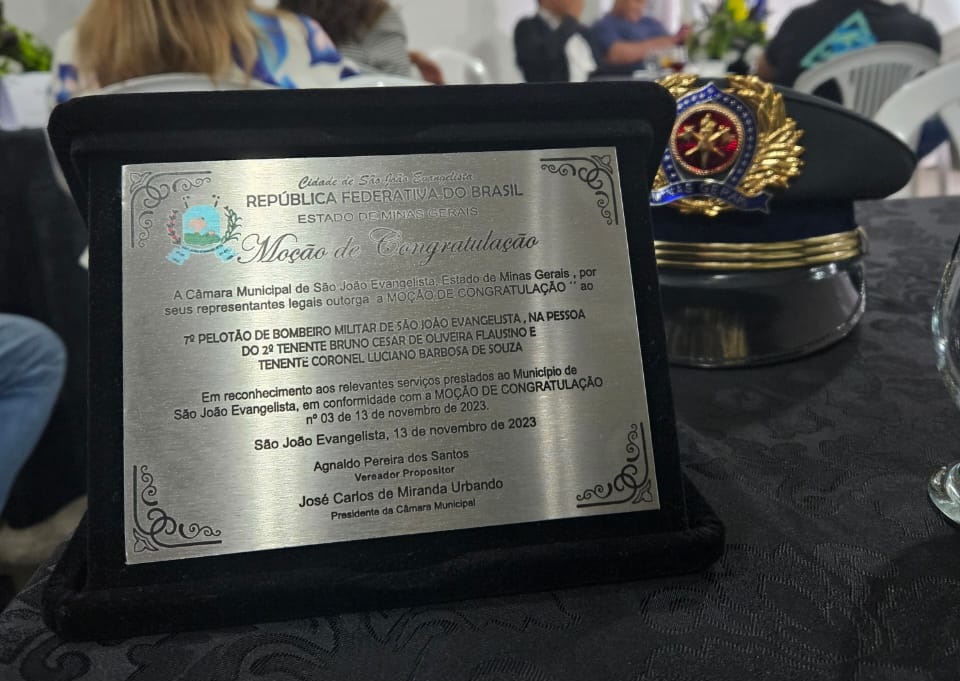 Cidade de São João Evangelista
REPÚBLICA FEDERATIVA DO BRASIL
ESTADO DE MINAS GERAIS
Moção de Congratulação
A Câmara Municipal de São João Evangelista, Estado de Minas Gerais , por
seus representantes legais outorga a MOÇÃO DE CONGRATULAÇÃO '' ao
7º PELOTÃO DE BOMBEIRO MILITAR DE SÃO JOÃO EVANGELISTA , NA PESSOA
DO 2º TENENTE BRUNO CESAR DE OLIVEIRA FLAUSINO E
TENENTE CORONEL LUCIANO BARBOSA DE SOUZA
Em reconhecimento aos relevantes serviços prestados ao Município de
São João Evangelista, em conformidade com a MOÇÃO DE CONGRATULAÇÃO
nº 03 de 13 de novembro de 2023.
São João Evangelista, 13 de novembro de 2023
Agnaldo Pereira dos Santos
Vereador Propositor
José Carlos de Miranda Urbando
Presidente da Câmara Municipal
MINAS GERAIS